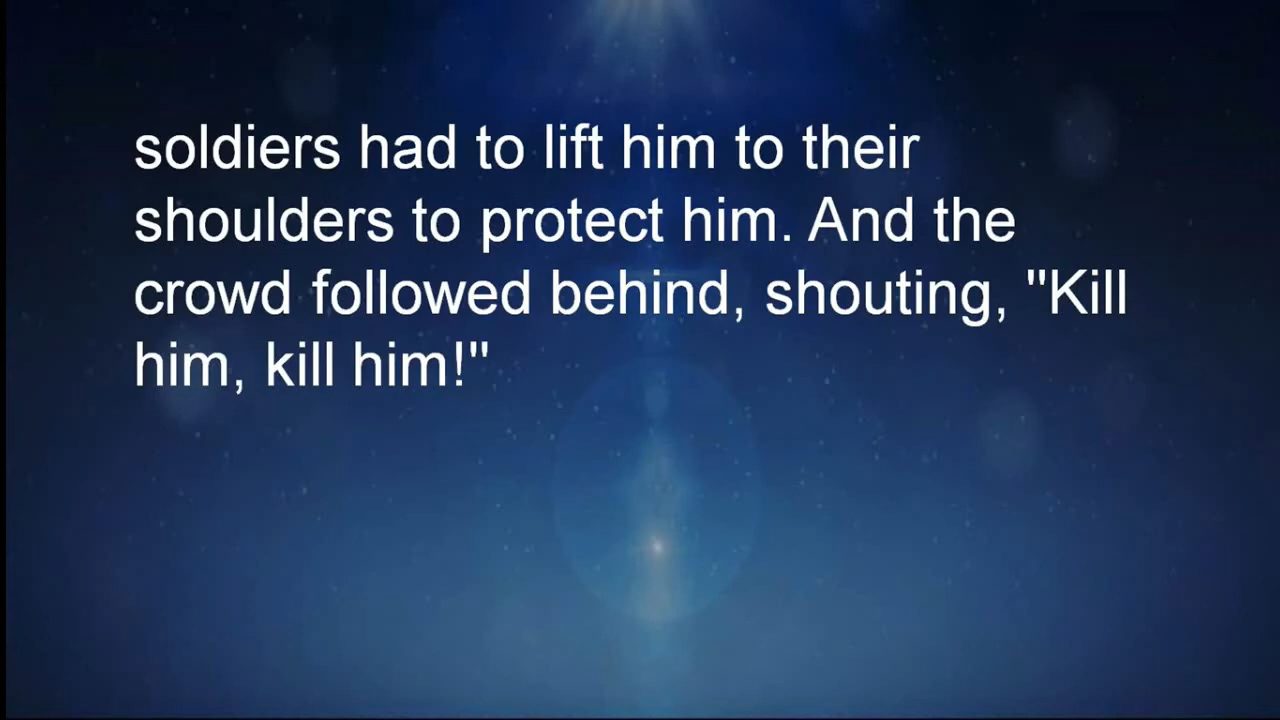 soldiers had to lift him to their
shoulders to protect him. And the
crowd followed behind, shouting, "Kill
him, kill him!"